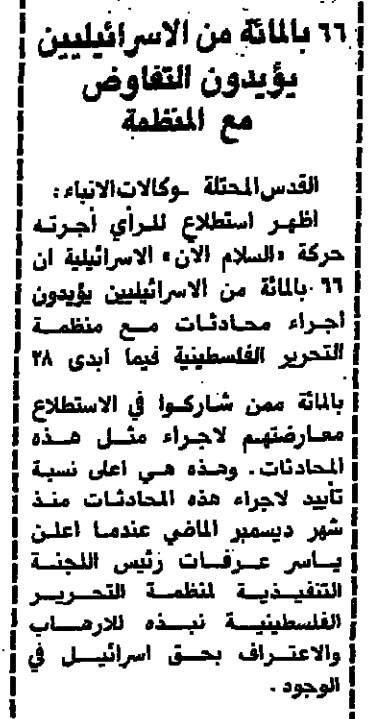 ٦٦ بالمائة من الاسرائيليين
يؤيدون التفاوض
مع المنظمة
القدس المحتلة ـ وكالات الانباء :
اظهر استطلاع للرأي أجرته
حركة «السلام الآن» الاسرائيلية ان
٦٦ بالمائة من الاسرائيليين يؤيدون
اجراء محادثات مع منظمة
التحرير الفلسطينية فيما ابدى ٢٨
بالمائة ممن شاركوا في الاستطلاع
معارضتهم لاجراء مثل هذه
المحادثات . وهذه هي اعلى نسبة
تأييد لاجراء هذه المحادثات منذ
شهر ديسمبر الماضي عندما اعلن
ياسر عرفات رئيس اللجنة
التنفيذية لمنظمة التحرير
الفلسطينية نبذه للارهاب
والاعتراف بحق اسرائيل في
الوجود .